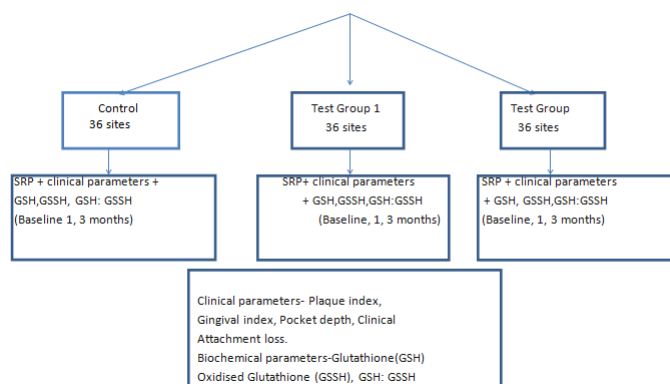 Control
36 sites
Test Group 1
36 sites
Test Group
36 sites
SRP + clinical parameters +
GSH,GSSH, GSH: GSSH
(Baseline 1, 3 months)
SRP+ clinical parameters
+ GSH,GSSH,GSH:GSSH
(Baseline, 1, 3 months)
SRP + clinical parameters
+ GSH, GSSH,GSH:GSSH
(Baseline, 1, 3 months)
Clinical parameters- Plaque index,
Gingival index, Pocket depth, Clinical
Attachment loss.
Biochemical parameters-Glutathione(GSH)
Oxidised Glutathione (GSSH), GSH: GSSH